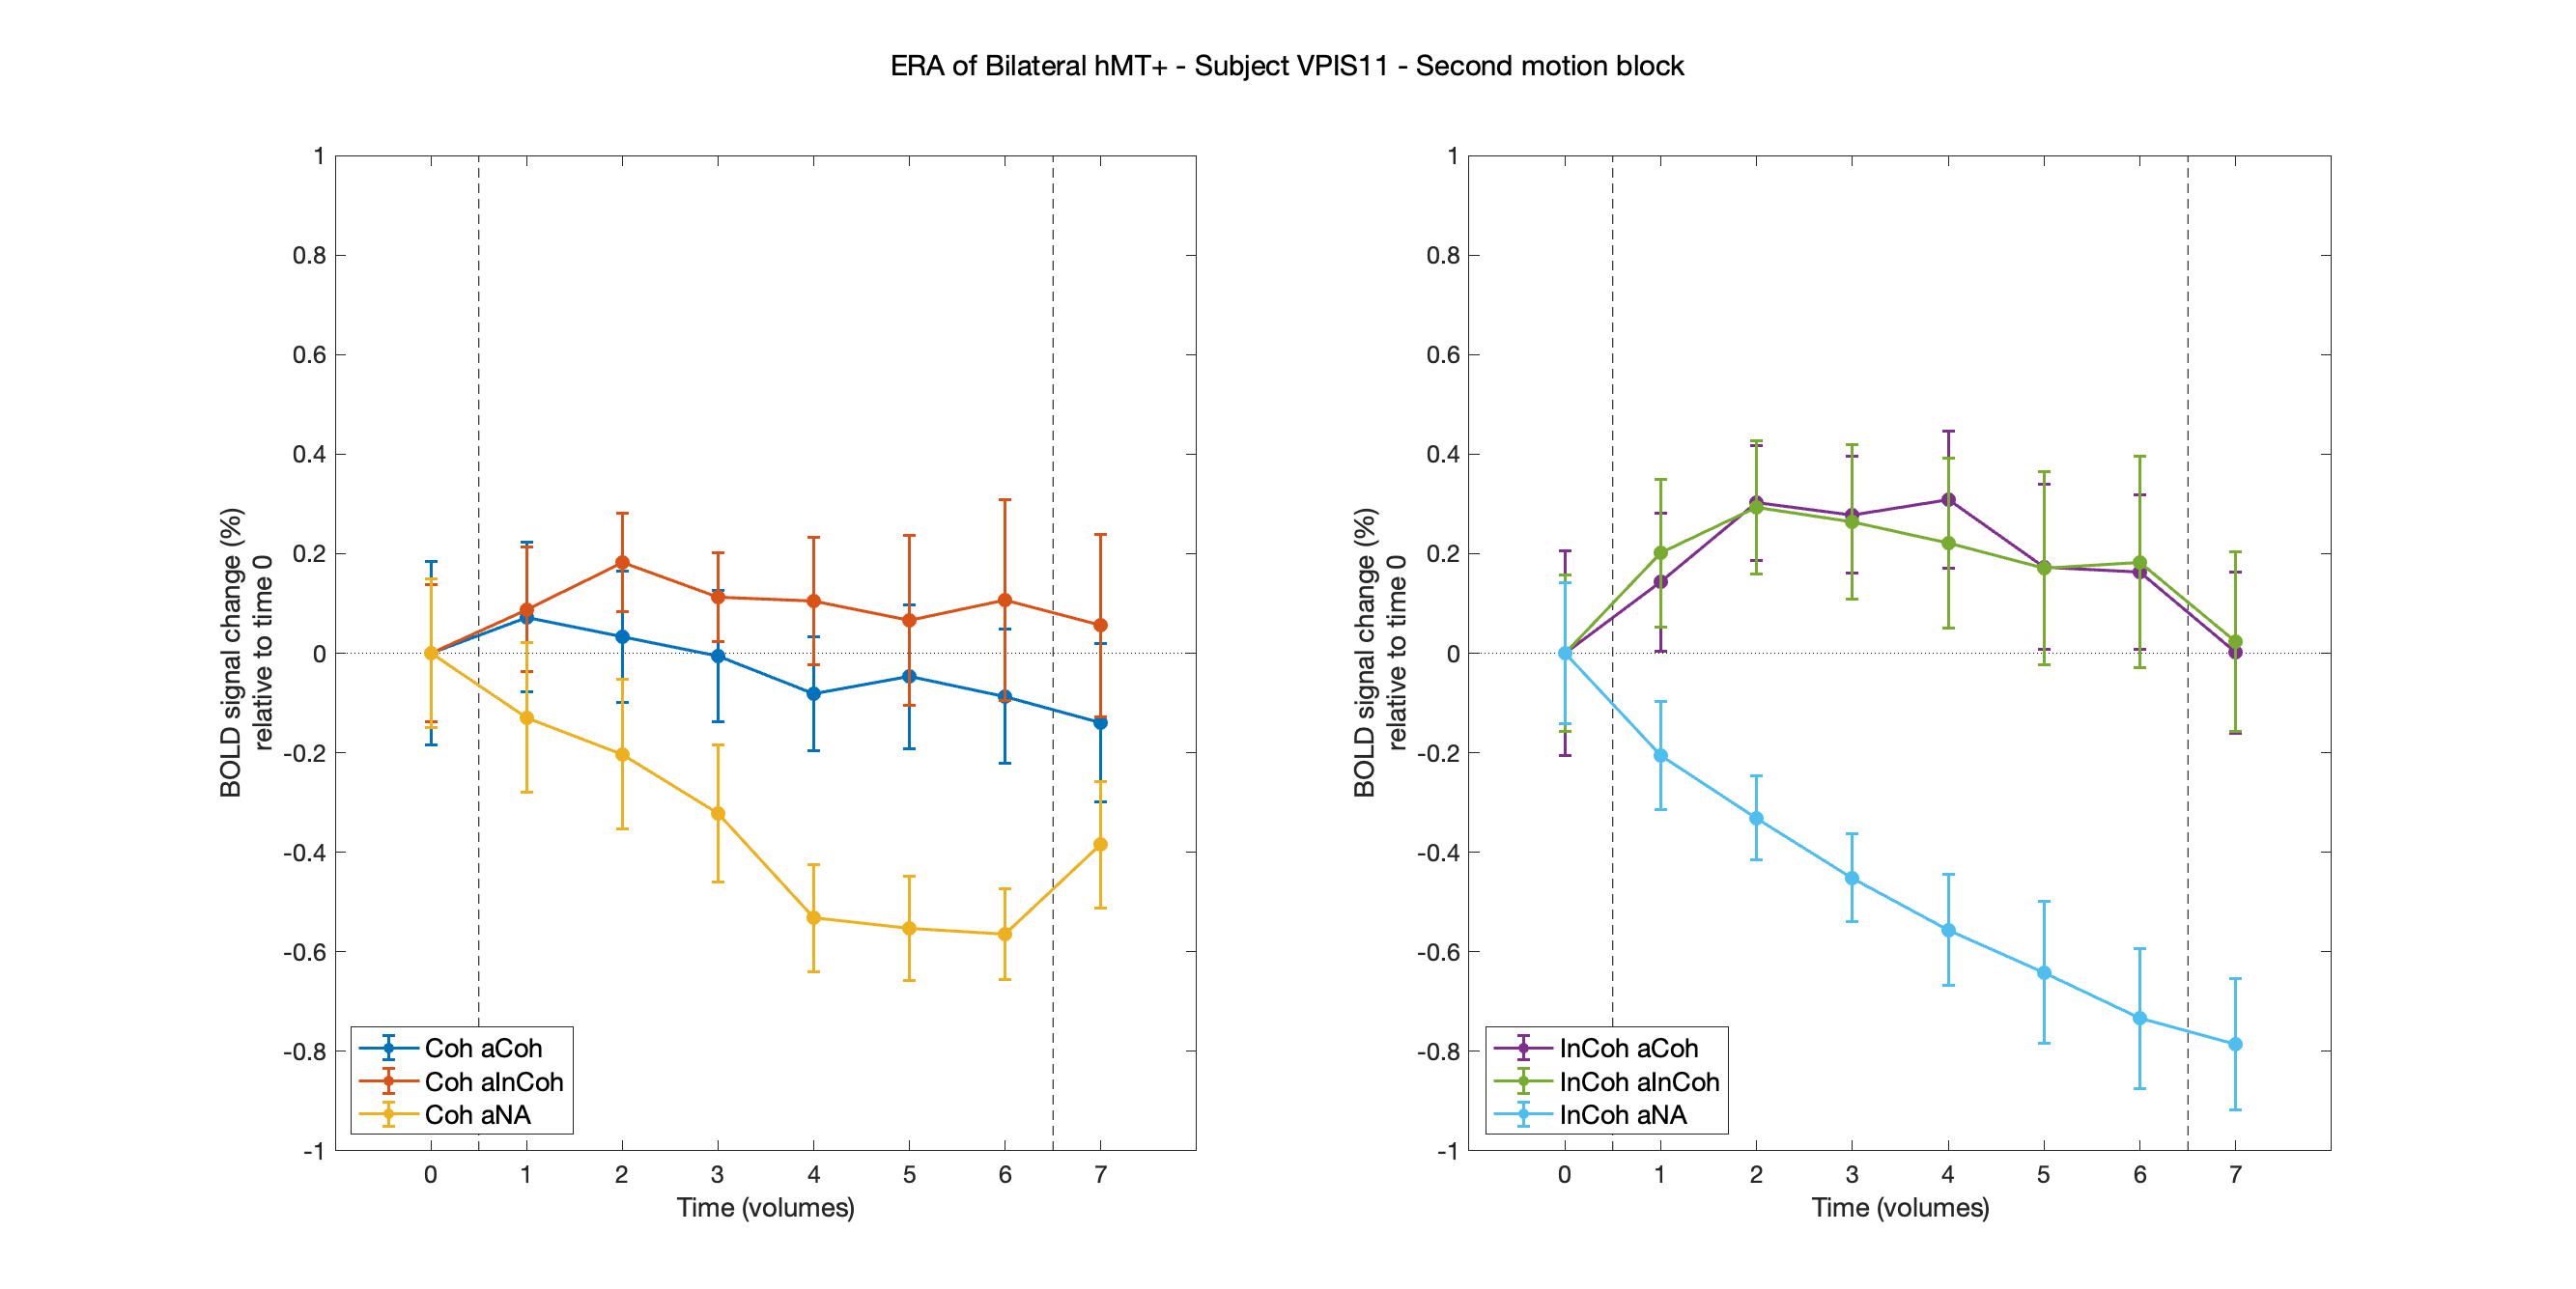 ERA of Bilateral hMT+ - Subject VPIS11 - Second motion block
BOLD signal change (%)
relative to time 0
1
0.8
0.6
0.4
0.2
0
-0.2
-0.4
-0.6
-0.8
-1
Coh aCoh
Coh aInCoh
Coh aNA
0 1 2 3 4 5 6 7
Time (volumes)
BOLD signal change (%)
relative to time 0
1
0.8
0.6
0.4
0.2
0
-0.2
-0.4
-0.6
-0.8
-1
InCoh aCoh
InCoh aInCoh
InCoh aNA
0 1 2 3 4 5 6 7
Time (volumes)